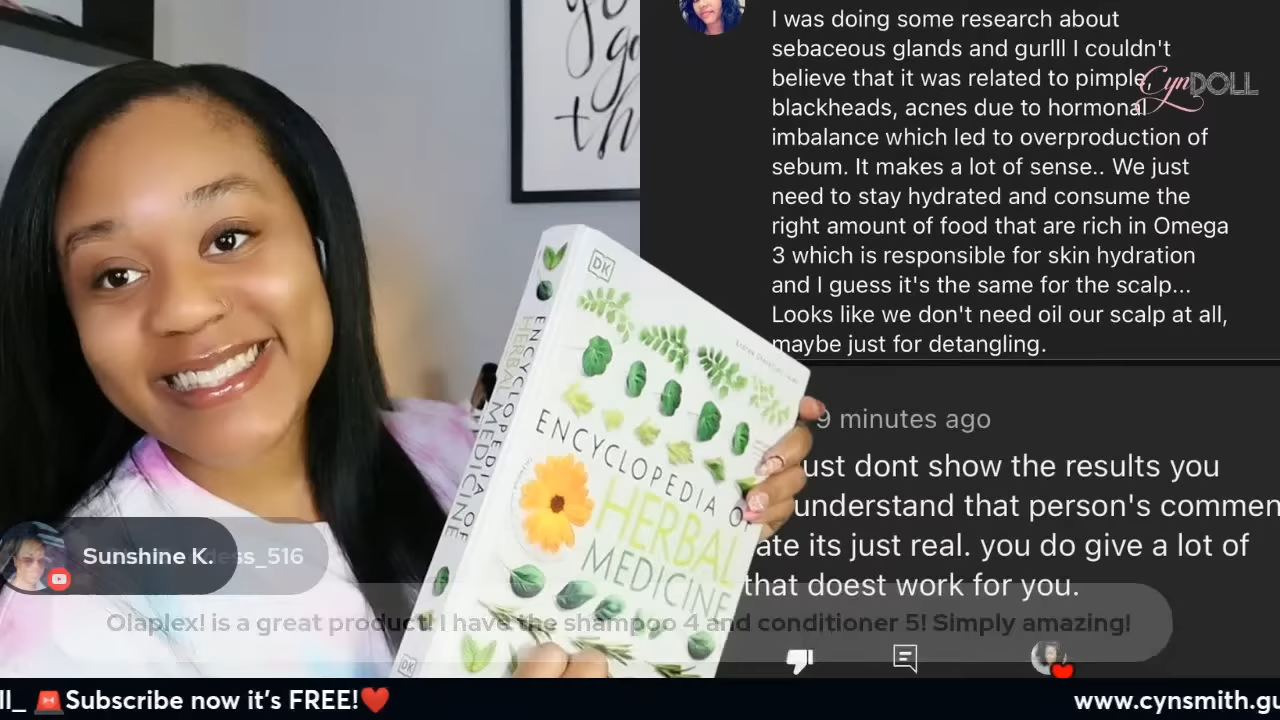 I was doing some research about
sebaceous glands and gurlll I couldn't
believe that it was related to pimple,
blackheads, acnes due to hormonal
imbalance which led to overproduction of
sebum. It makes a lot of sense.. We just
need to stay hydrated and consume the
right amount of food that are rich in Omega
3 which is responsible for skin hydration
and I guess it's the same for the scalp...
Looks like we don't need oil our scalp at all,
maybe just for detangling.
CynDOLL
DK
ENCYCLOPEDIA OF
HERBAL
MEDICINE
ENCYCLOPEDIA OF
HERBAL MEDICINE
DK
9 minutes ago
ust dont show the results you
understand that person's commen
ate its just real. you do give a lot of
that doest work for you.
Sunshine K.
ess_516
Olaplex! is a great product! I have the shampoo 4 and conditioner 5! Simply amazing!
ll_ 🚨Subscribe now it's FREE!❤️
www.cynsmith.gu